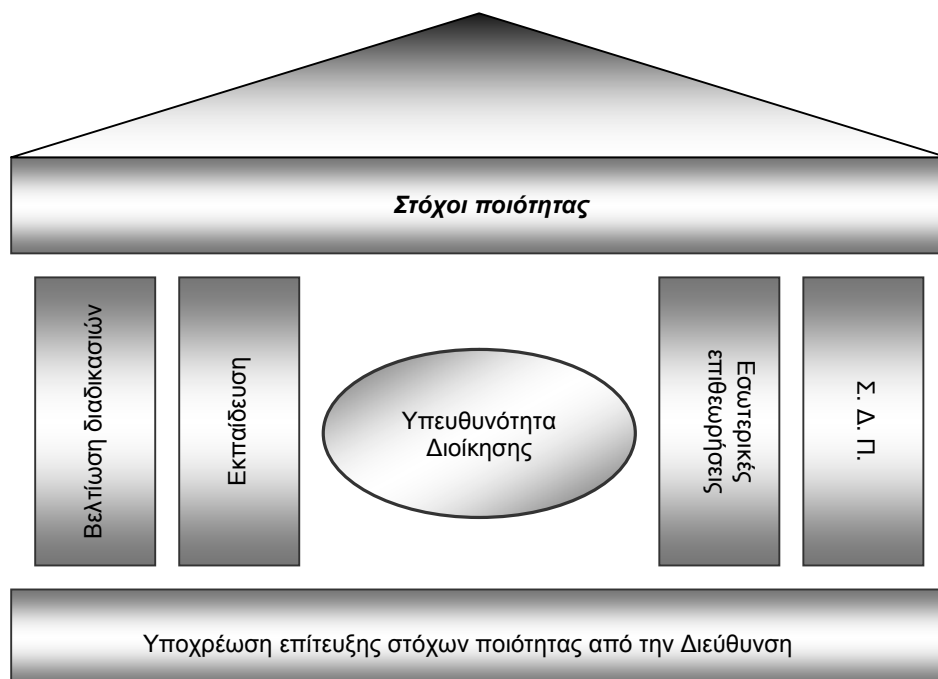 Στόχοι ποιότητας
Βελτίωση διαδικασιών
Εκπαίδευση
Υπευθυνότητα
Διοίκησης
Εσωτερικές
επιθεωρήσεις
Σ. Δ. Π.
Υποχρέωση επίτευξης στόχων ποιότητας από την Διεύθυνση